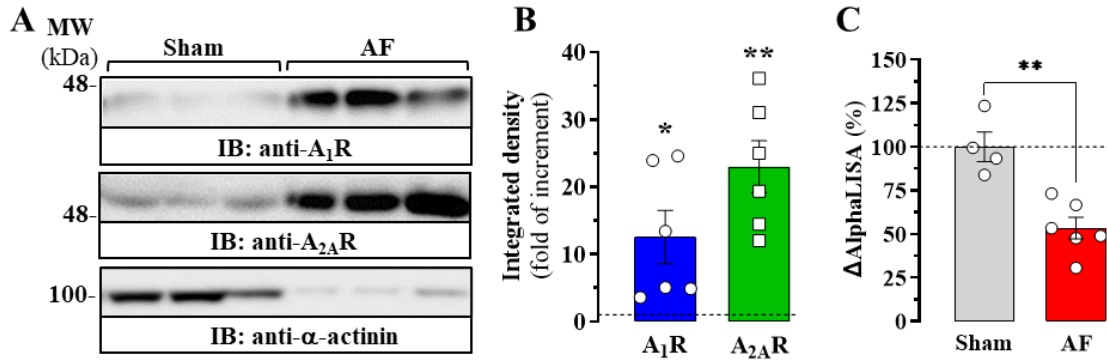 A
MW
(kDa)
Sham
AF
48-
IB: anti-A₁R
48-
IB: anti-A₂ₐR
100-
IB: anti-α-actinin
B
Integrated density
(fold of increment)
40
30
20
10
0
*
**
A₁R
A₂ₐR
C
ΔAlphaLISA (%)
150
125
100
75
50
25
0
**
Sham
AF